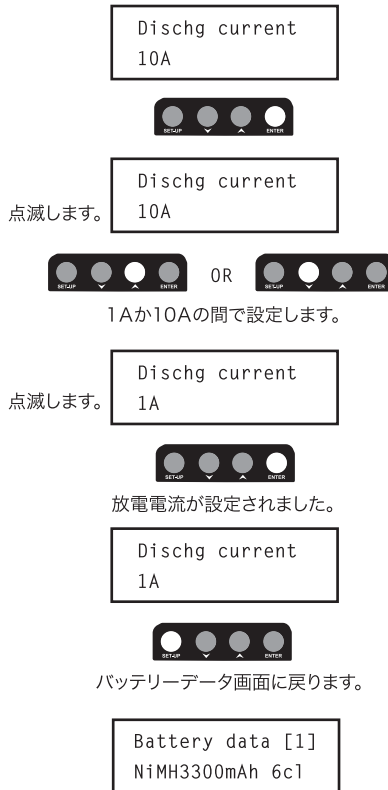 Dischg current
10A
SET-UP ENTER
Dischg current
点滅します。 10A
SET-UP ENTER OR SET-UP ENTER
1Aか10Aの間で設定します。
Dischg current
点滅します。 1A
SET-UP ENTER
放電電流が設定されました。
Dischg current
1A
SET-UP ENTER
バッテリーデータ画面に戻ります。
Battery data [1]
NiMH3300mAh 6cl